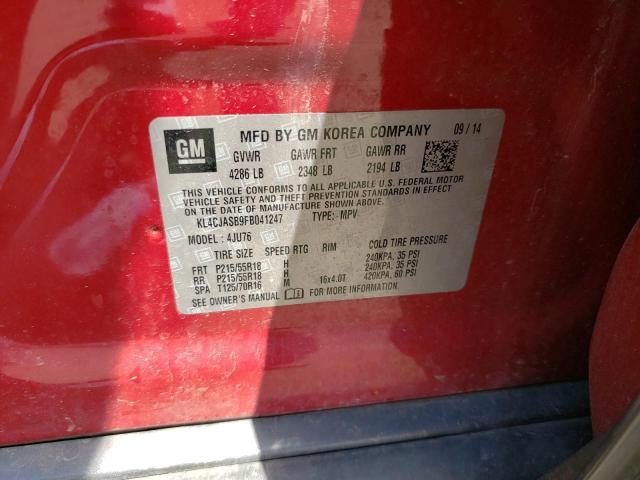 GM MFD BY GM KOREA COMPANY 09/14
GVWR GAWR FRT GAWR RR
4286 LB 2348 LB 2194 LB
THIS VEHICLE CONFORMS TO ALL APPLICABLE U.S. FEDERAL MOTOR
VEHICLE SAFETY, BUMPER, AND THEFT PREVENTION STANDARDS IN
EFFECT ON THE DATE OF MANUFACTURE SHOWN ABOVE.
KL4CJASB9FB041247 TYPE: MPV
MODEL: 4JU76
TIRE SIZE SPEED RTG RIM COLD TIRE PRESSURE
FRT P215/55R18 H 240KPA, 35 PSI
RR P215/55R18 H 240KPA, 35 PSI
SPA T125/70R16 M 16x4.0T 420KPA, 60 PSI
SEE OWNER'S MANUAL FOR MORE INFORMATION.